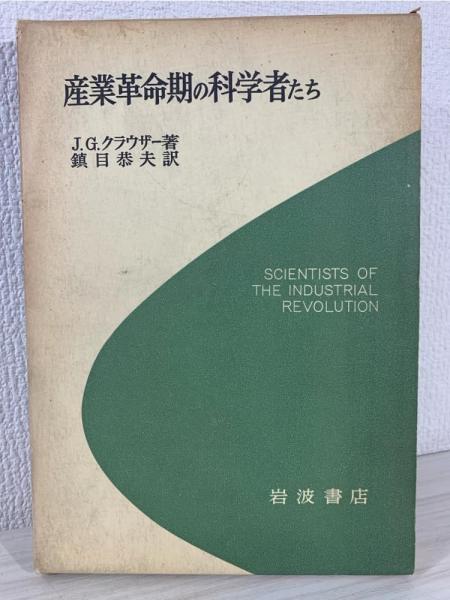 産業革命期の科学者たち
J.G.クラウザー著
鎮目恭夫訳
SCIENTISTS OF
THE INDUSTRIAL
REVOLUTION
岩波書店